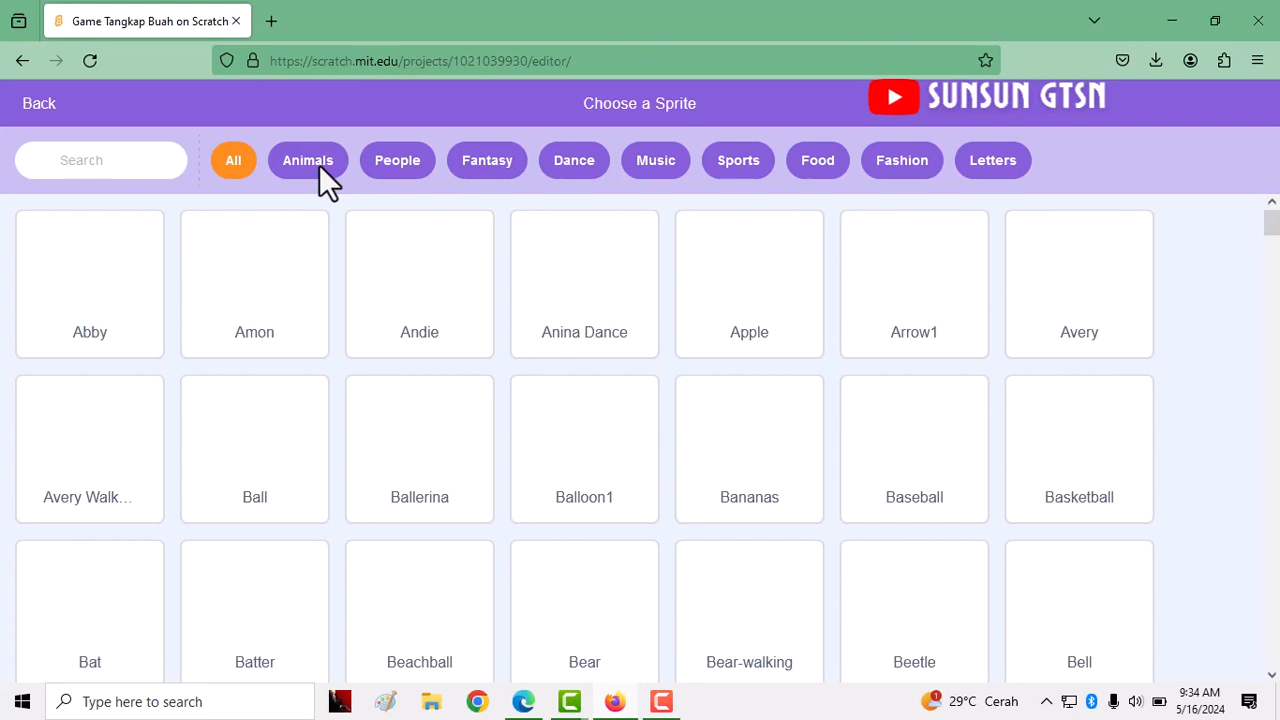 Game Tangkap Buah on Scratch
https://scratch.mit.edu/projects/1021039930/editor/
Back
Choose a Sprite
SUNSUN GTSN
Search
All
Animals
People
Fantasy
Dance
Music
Sports
Food
Fashion
Letters
Abby
Amon
Andie
Anina Dance
Apple
Arrow1
Avery
Avery Walk...
Ball
Ballerina
Balloon1
Bananas
Baseball
Basketball
Bat
Batter
Beachball
Bear
Bear-walking
Beetle
Bell
Type here to search
1
29°C Cerah
9:34 AM
5/16/2024